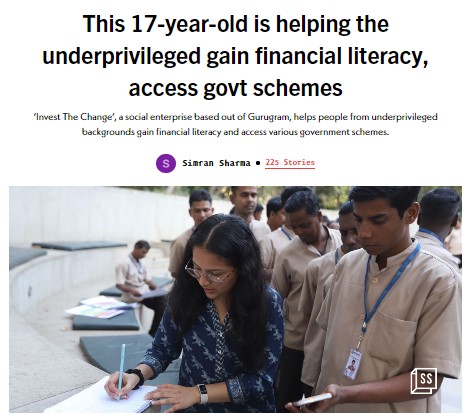 This 17-year-old is helping the
underprivileged gain financial literacy,
access govt schemes
‘Invest The Change’, a social enterprise based out of Gurugram, helps people from underprivileged
backgrounds gain financial literacy and access various government schemes.
S Simran Sharma • 225 Stories
SS